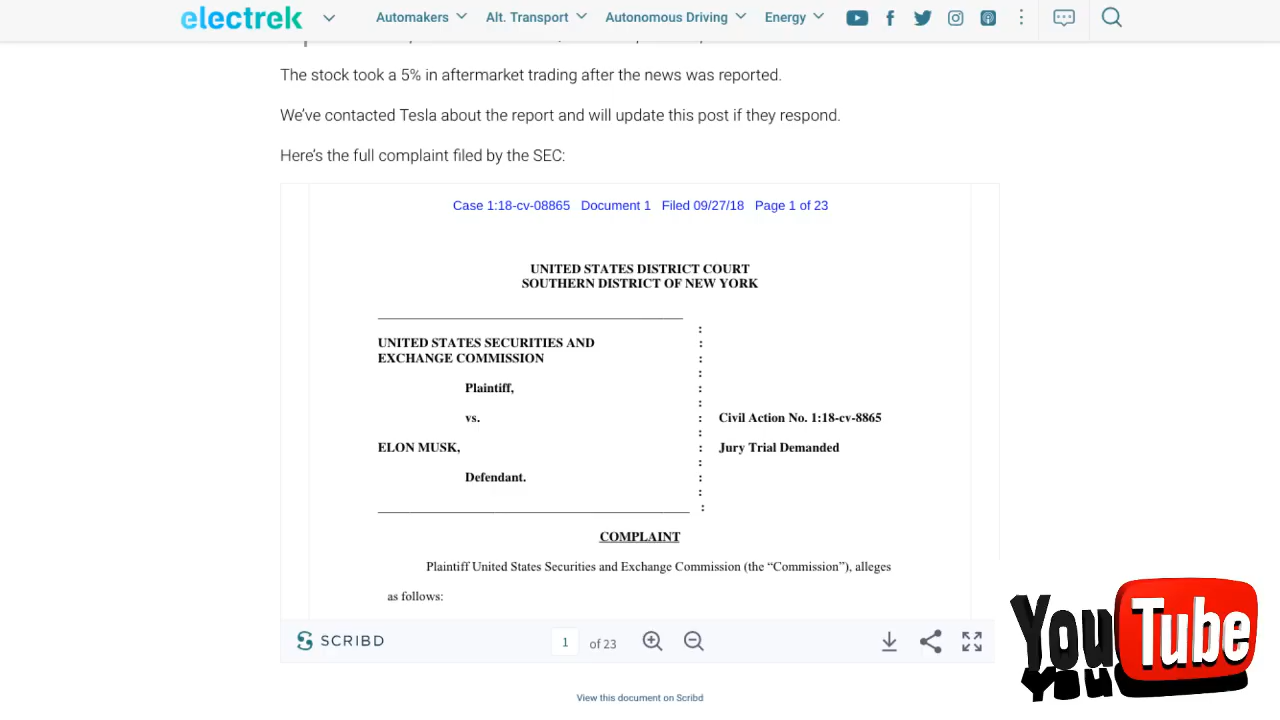 electrek
Automakers
Alt. Transport
Autonomous Driving
Energy
The stock took a 5% in aftermarket trading after the news was reported.
We’ve contacted Tesla about the report and will update this post if they respond.
Here’s the full complaint filed by the SEC:
Case 1:18-cv-08865 Document 1 Filed 09/27/18 Page 1 of 23
UNITED STATES DISTRICT COURT
SOUTHERN DISTRICT OF NEW YORK
UNITED STATES SECURITIES AND
EXCHANGE COMMISSION
Plaintiff,
vs.
Civil Action No. 1:18-cv-8865
ELON MUSK,
Jury Trial Demanded
Defendant.
COMPLAINT
Plaintiff United States Securities and Exchange Commission (the “Commission”), alleges
as follows:
SCRIBD
1 of 23
You Tube
View this document on Scribd